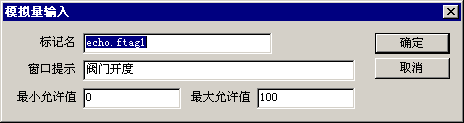 模拟量输入
标记名 echo.ftag1 确定
窗口提示 阀门开度 取消
最小允许值 0 最大允许值 100